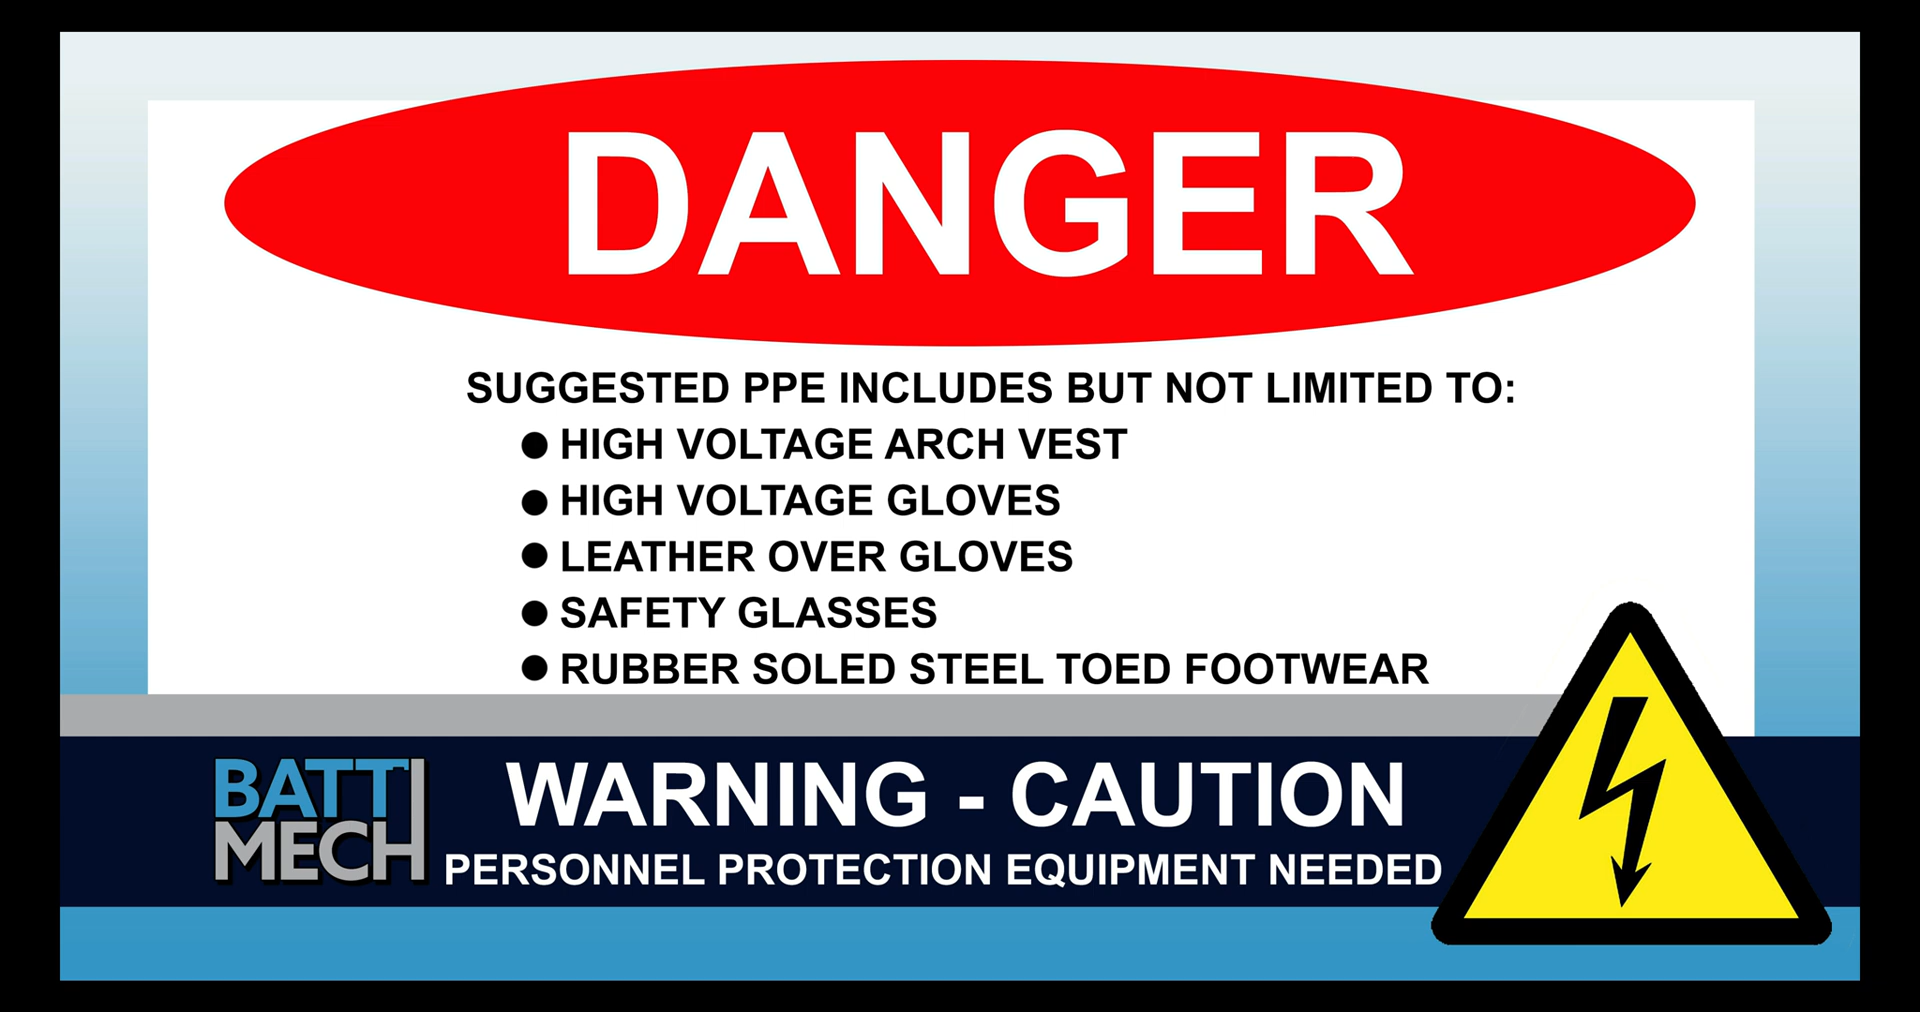 DANGER
SUGGESTED PPE INCLUDES BUT NOT LIMITED TO:
● HIGH VOLTAGE ARCH VEST
● HIGH VOLTAGE GLOVES
● LEATHER OVER GLOVES
● SAFETY GLASSES
● RUBBER SOLED STEEL TOED FOOTWEAR
BATTI
MECH
WARNING - CAUTION
PERSONNEL PROTECTION EQUIPMENT NEEDED